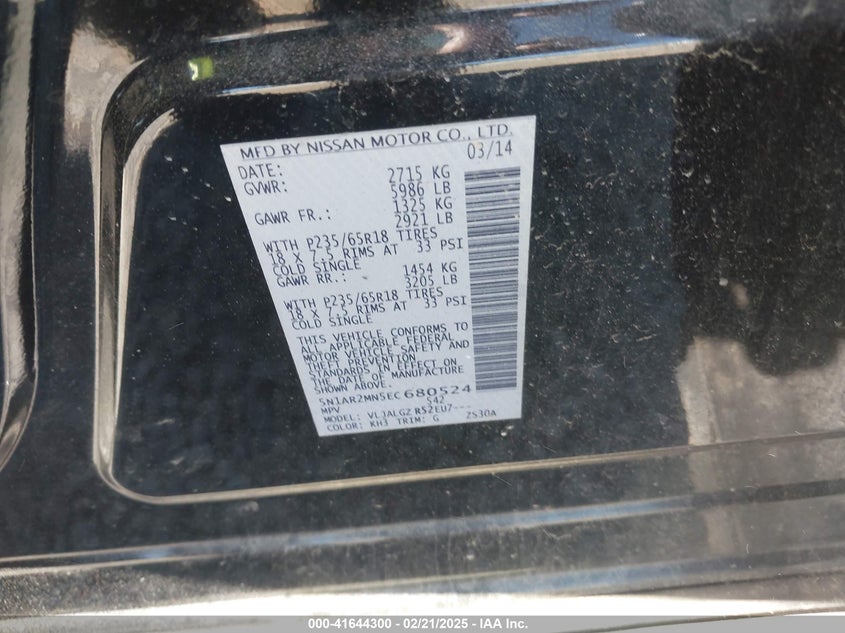 MFD BY NISSAN MOTOR CO., LTD.
DATE: 03/14
GVWR: 2715 KG
5986 LB
GAWR FR.: 1325 KG
2921 LB
WITH P235/65R18 TIRES
18 X 7.5 RIMS AT 33 PSI
COLD SINGLE
GAWR RR.: 1454 KG
3205 LB
WITH P235/65R18 TIRES
18 X 7.5 RIMS AT 33 PSI
COLD SINGLE
THIS VEHICLE CONFORMS TO
ALL APPLICABLE FEDERAL
MOTOR VEHICLE SAFETY AND
THEFT PREVENTION
STANDARDS IN EFFECT ON
THE DATE OF MANUFACTURE
SHOWN ABOVE.
5N1AR2MN5EC680524
MPV S42
MODEL: VLJALGZ R52EU7---
COLOR: KH3 TRIM: G ZS30A
000-41644300 - 02/21/2025 - IAA Inc.